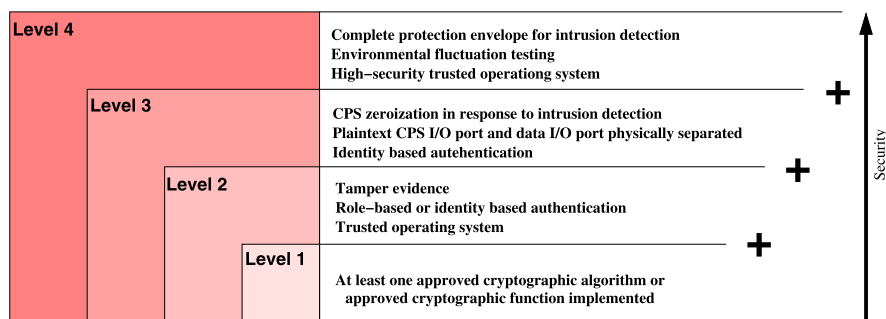 Level 4
Complete protection envelope for intrusion detection
Environmental fluctuation testing
High−security trusted operationg system
Level 3
CPS zeroization in response to intrusion detection
Plaintext CPS I/O port and data I/O port physically separated
Identity based autehentication
Level 2
Tamper evidence
Role−based or identity based authentication
Trusted operating system
Level 1
At least one approved cryptographic algorithm or
approved cryptographic function implemented
+
+
+
Security